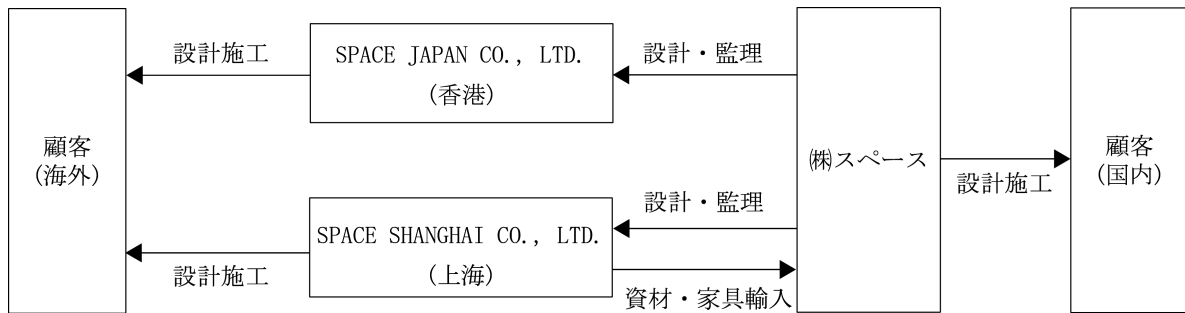 顧客
(海外)
設計施工
設計施工
SPACE JAPAN CO., LTD.
(香港)
SPACE SHANGHAI CO., LTD.
(上海)
設計・監理
設計・監理
資材・家具輸入
㈱スペース
設計施工
顧客
(国内)